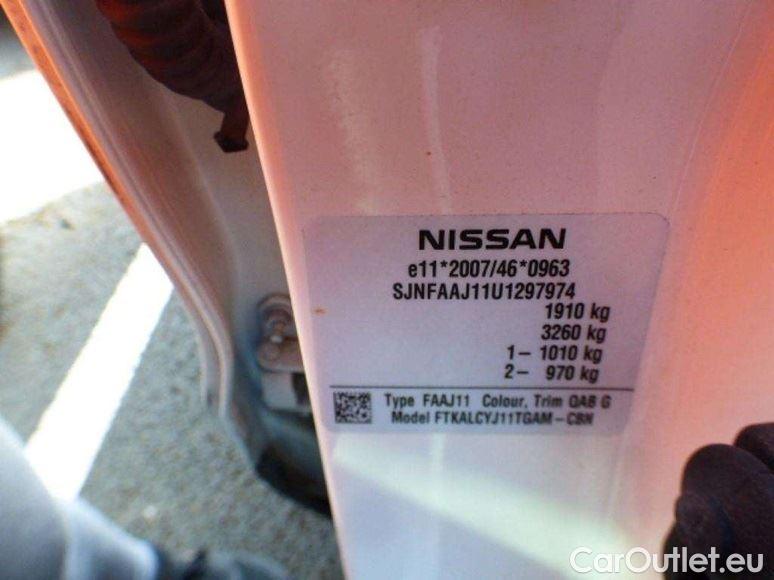 NISSAN
e11*2007/46*0963
SJNFAAJ11U1297974
1910 kg
3260 kg
1- 1010 kg
2- 970 kg
Type FAAJ11 Colour, Trim QAB G
Model FTKALCYJ11TGAM-CBN
CarOutlet.eu